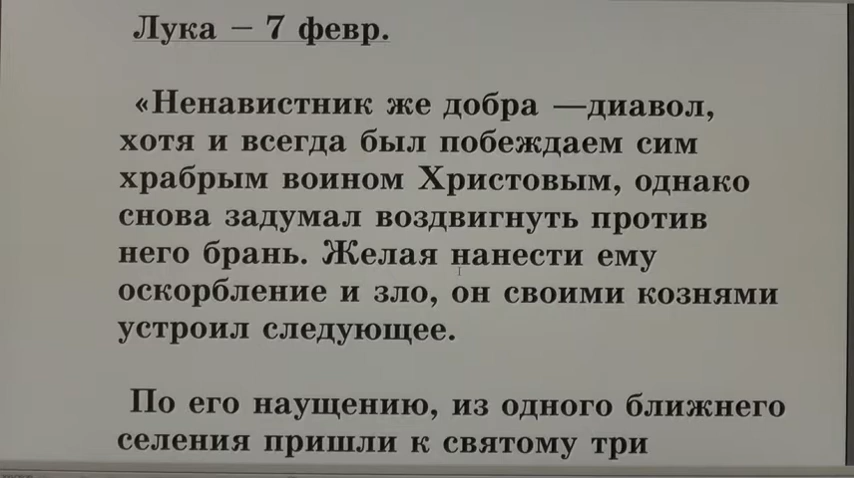 Лука – 7 февр.
«Ненавистник же добра —диавол,
хотя и всегда был побеждаем сим
храбрым воином Христовым, однако
снова задумал воздвигнуть против
него брань. Желая нанести ему
оскорбление и зло, он своими кознями
устроил следующее.
По его наущению, из одного ближнего
селения пришли к святому три